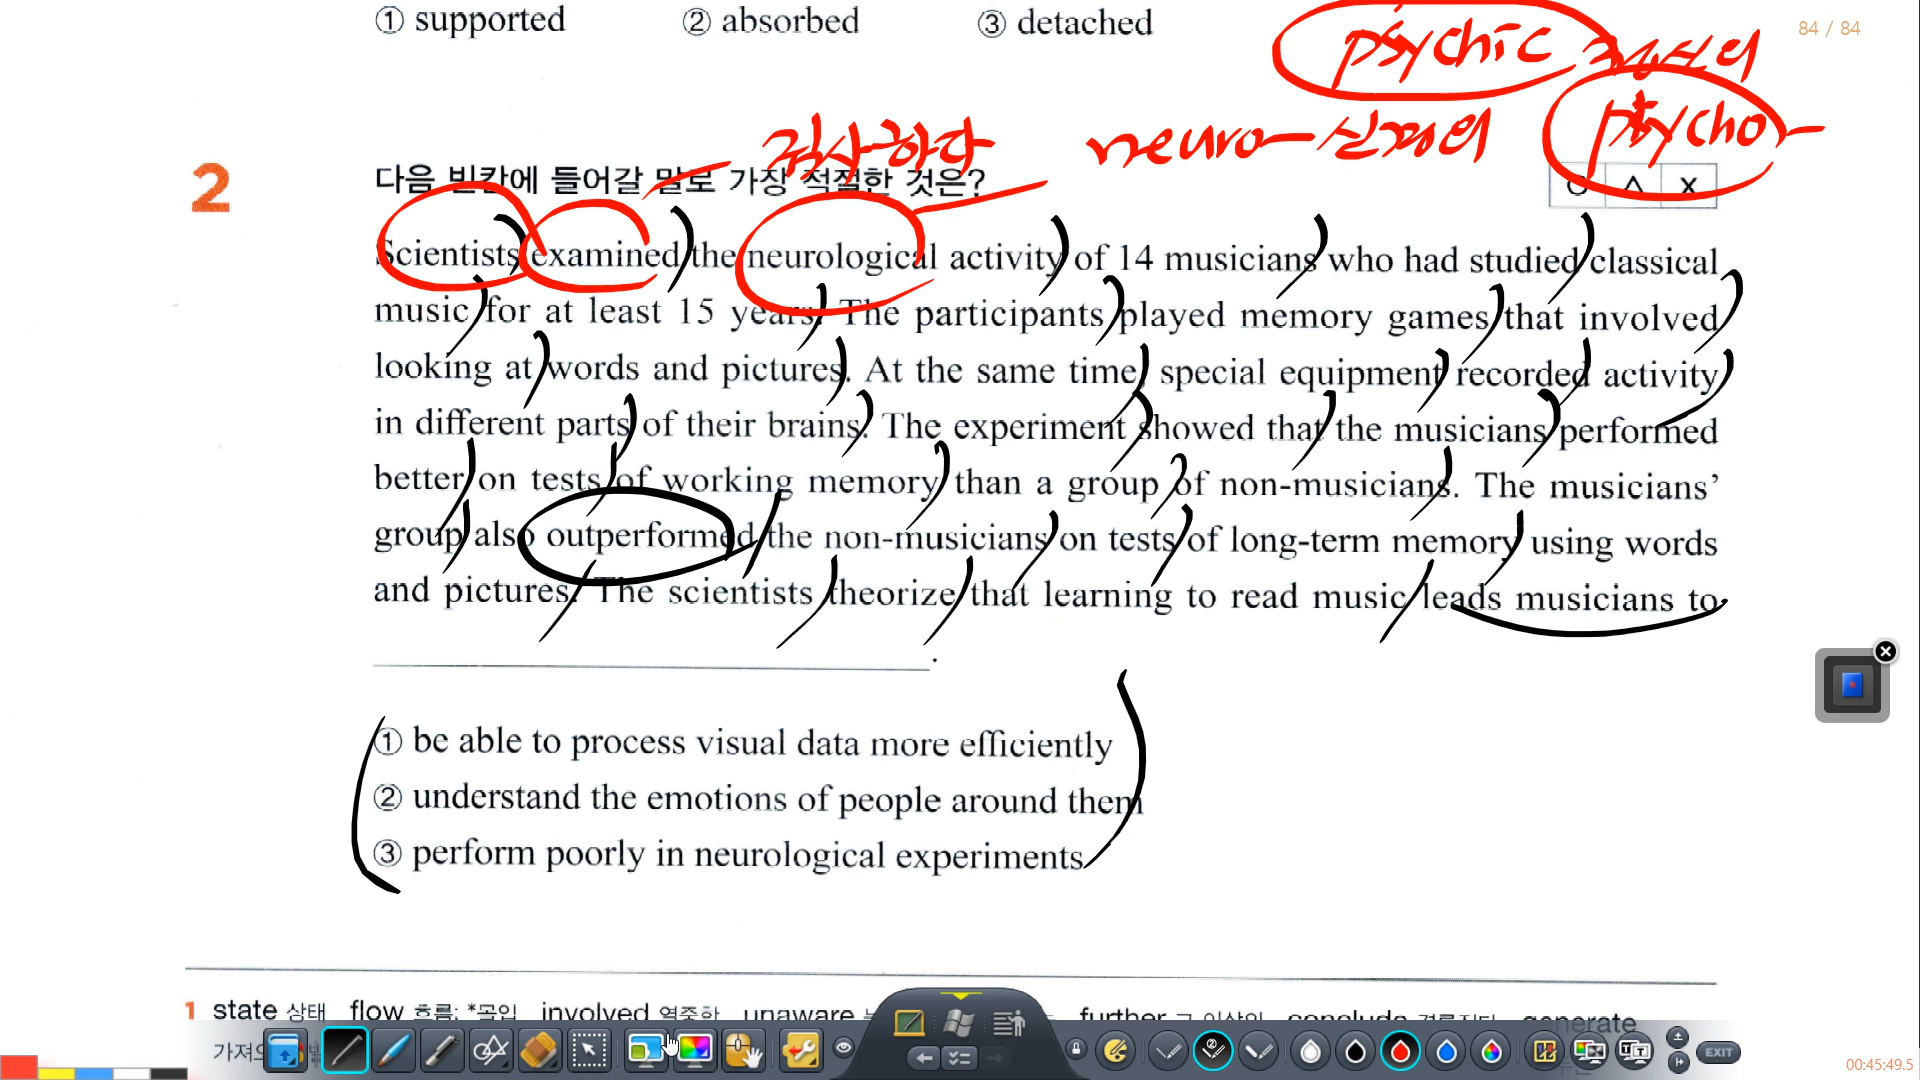 ① supported ② absorbed ③ detached
84 / 84
psychic 정신의
검사하다 neuro- 신경의 psycho-
2 다음 빈칸에 들어갈 말로 가장 적절한 것은? O △ X
Scientists examined the neurological activity of 14 musicians who had studied classical
music for at least 15 years. The participants played memory games that involved
looking at words and pictures. At the same time, special equipment recorded activity
in different parts of their brains. The experiment showed that the musicians performed
better on tests of working memory than a group of non-musicians. The musicians’
group also outperformed the non-musicians on tests of long-term memory using words
and pictures. The scientists theorize that learning to read music leads musicians to
.
① be able to process visual data more efficiently
② understand the emotions of people around them
③ perform poorly in neurological experiments
1 state 상태 flow 흐름; *몰입 involved 열중한 unaware further 그 이상의 conclude 결론짓다 generate
가져오
EXIT
00:45:49.5